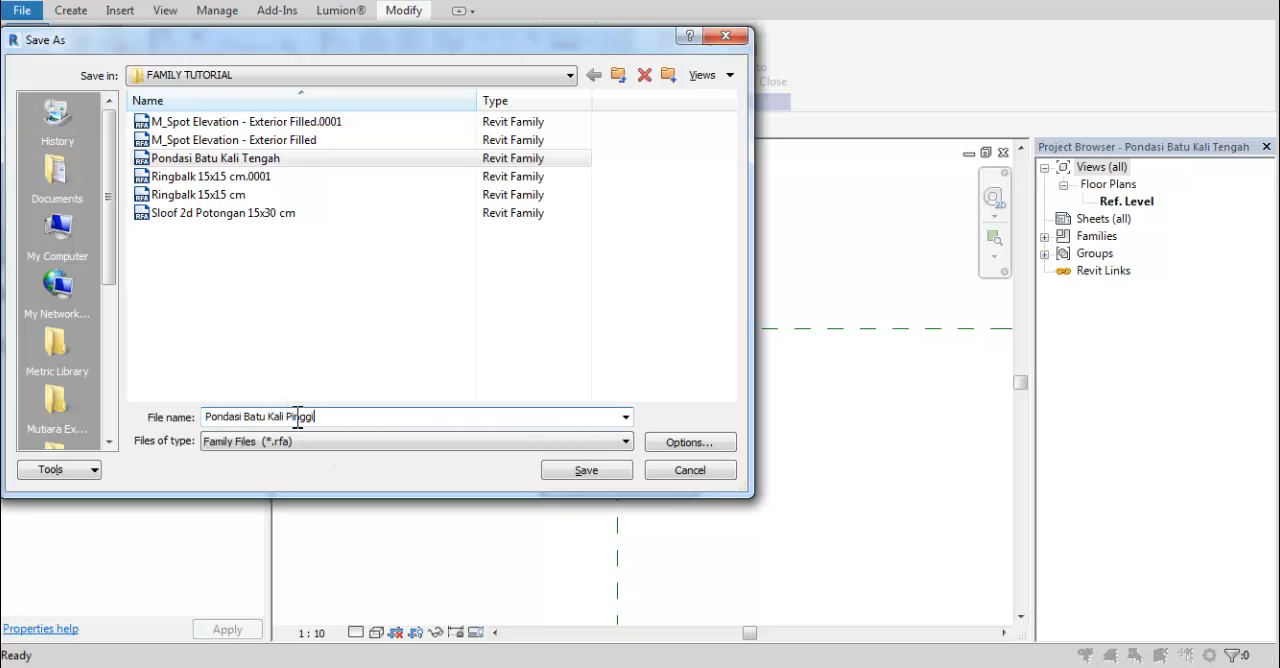 File Create Insert View Manage Add-Ins Lumion® Modify
Save As
Save in: FAMILY TUTORIAL Views
to
Close
Name Type
M_Spot Elevation - Exterior Filled.0001 Revit Family
M_Spot Elevation - Exterior Filled Revit Family
Pondasi Batu Kali Tengah Revit Family
Ringbalk 15x15 cm.0001 Revit Family
Ringbalk 15x15 cm Revit Family
Sloof 2d Potongan 15x30 cm Revit Family
History
Documents
My Computer
My Network...
Metric Library
Mutiara Ex...
File name: Pondasi Batu Kali Pinggi
Files of type: Family Files (*.rfa) Options...
Tools Save Cancel
Project Browser - Pondasi Batu Kali Tengah
Views (all)
Floor Plans
Ref. Level
Sheets (all)
Families
Groups
Revit Links
2D
Properties help Apply
1 : 10
Ready
:0